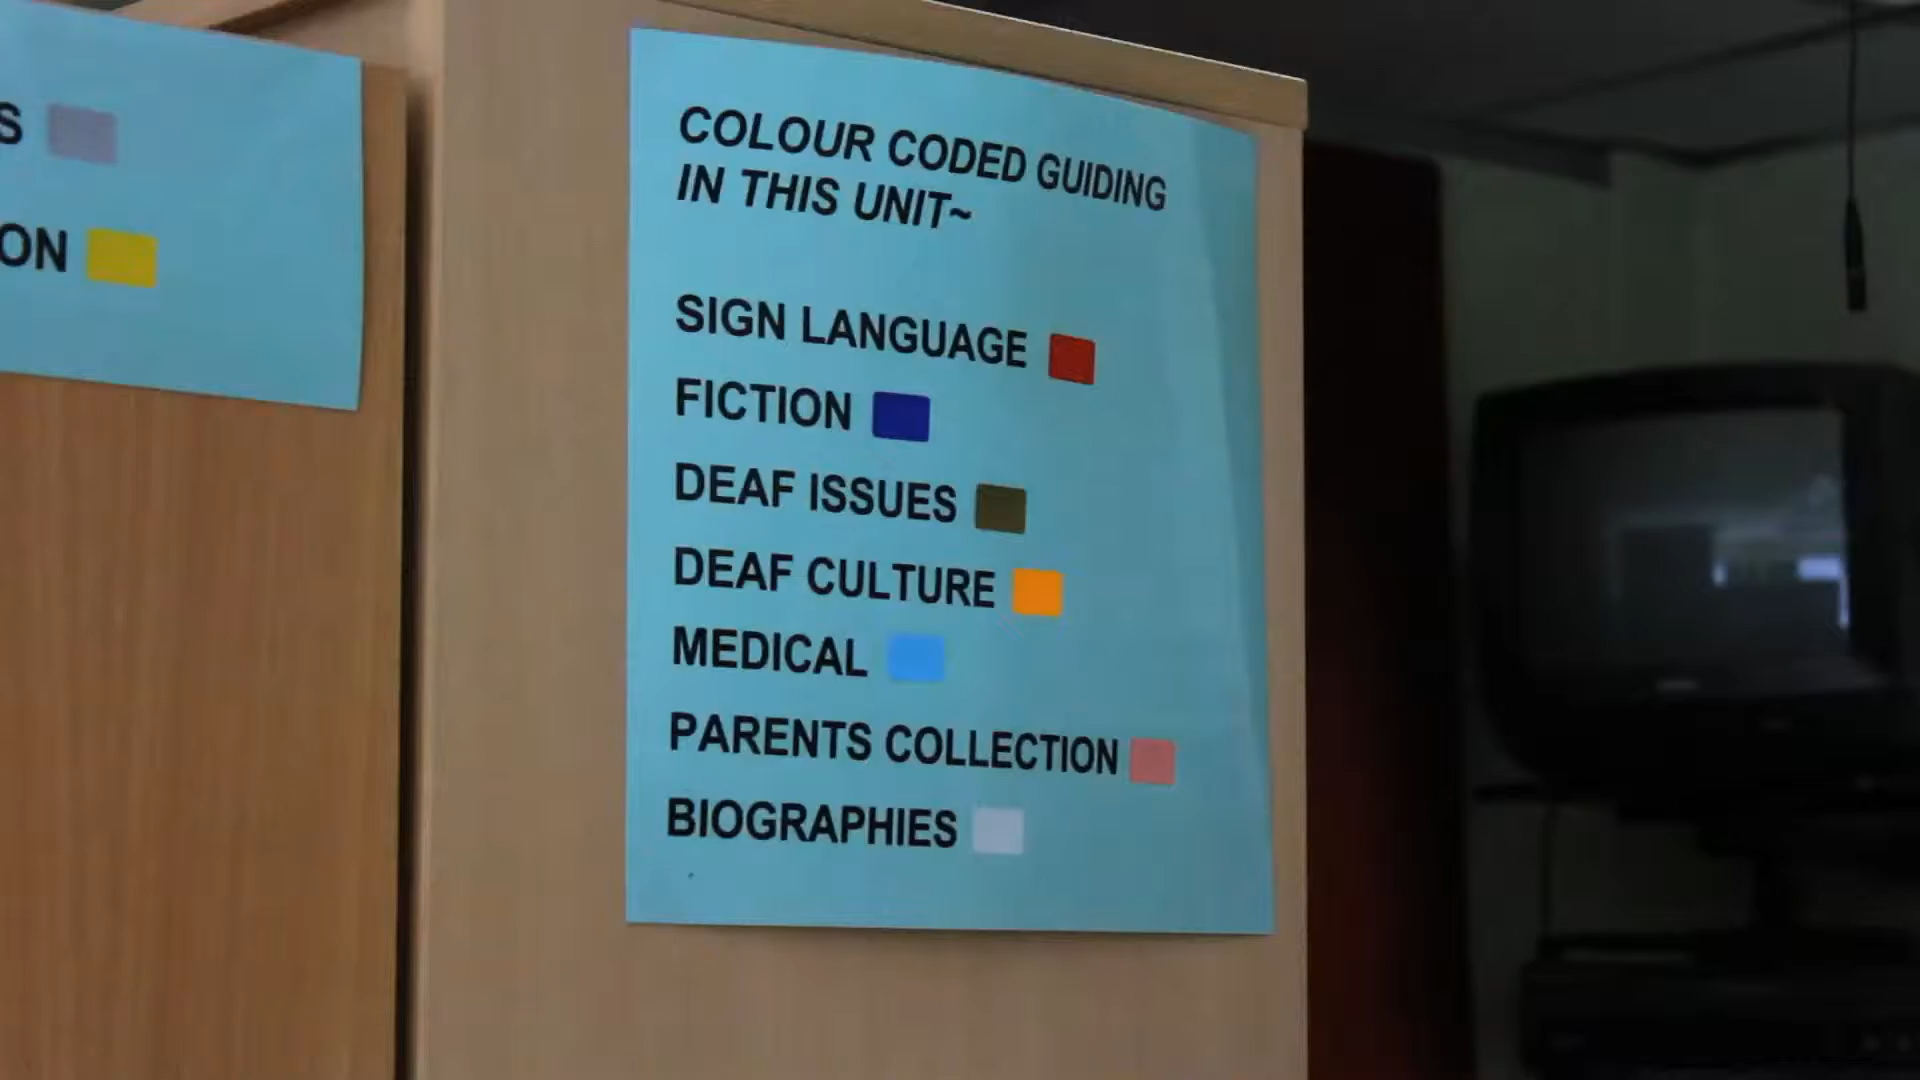 COLOUR CODED GUIDING
IN THIS UNIT~
SIGN LANGUAGE
FICTION
DEAF ISSUES
DEAF CULTURE
MEDICAL
PARENTS COLLECTION
BIOGRAPHIES